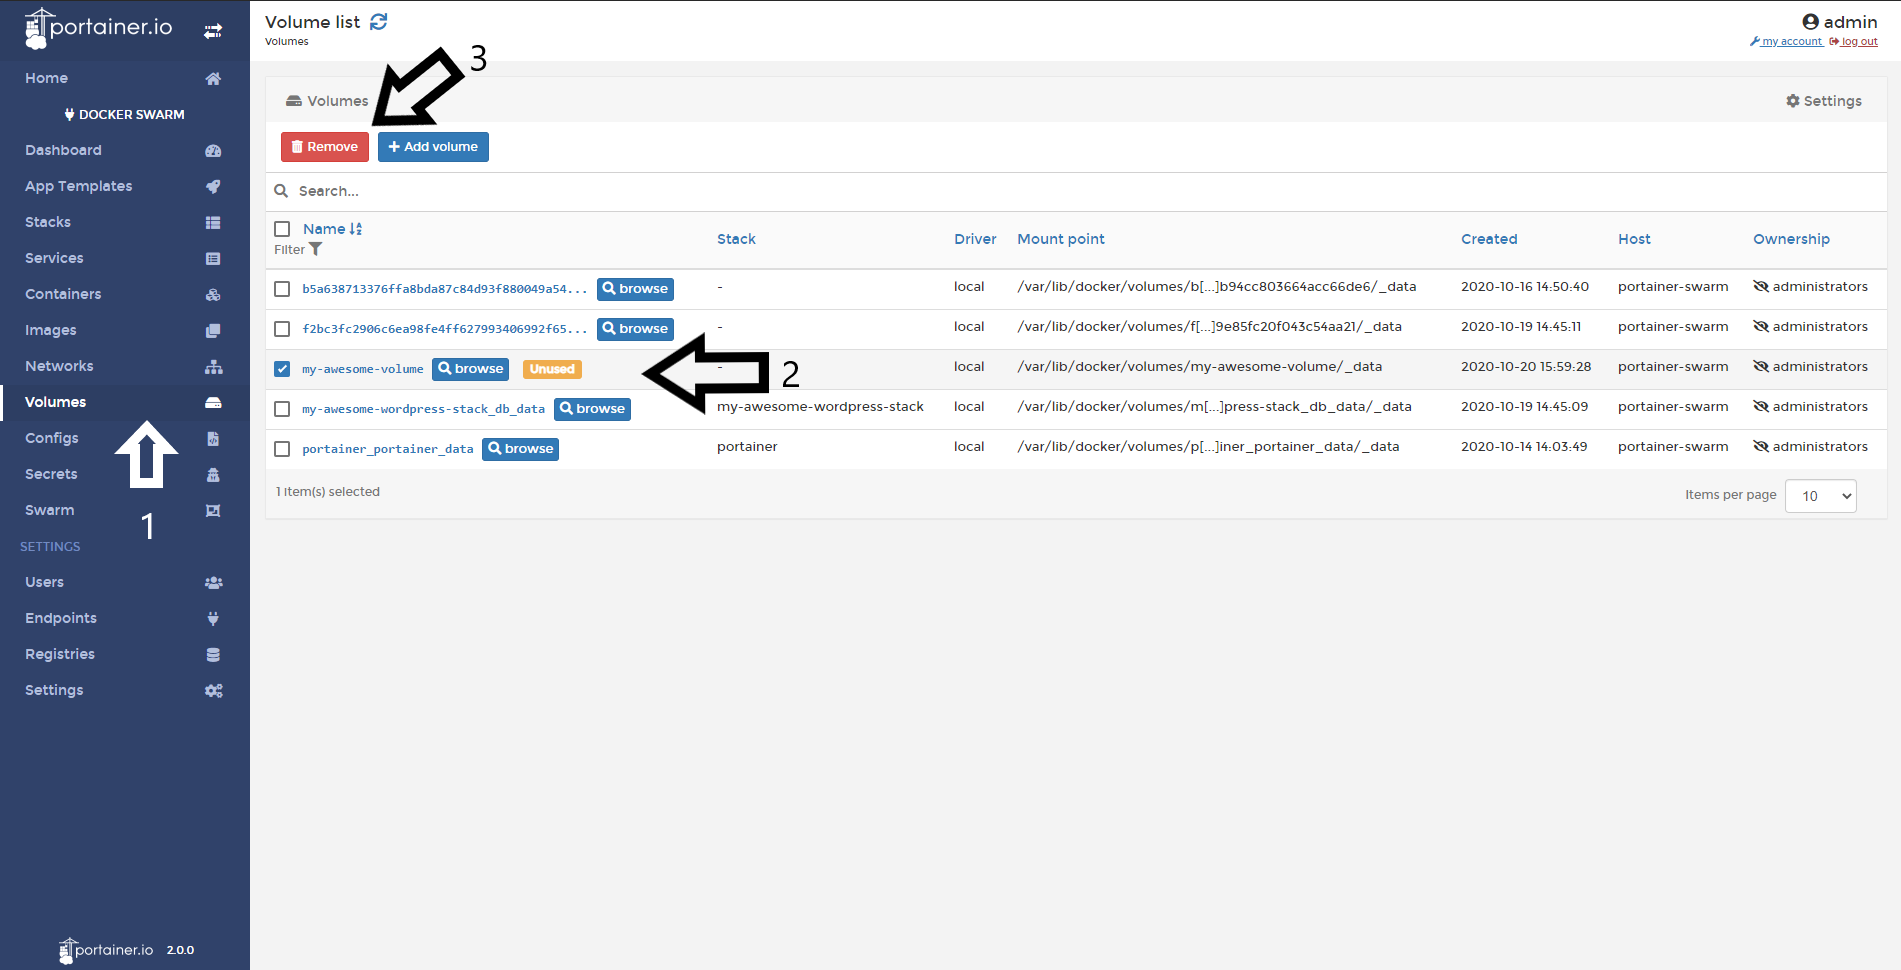 portainer.io
Home
DOCKER SWARM
Dashboard
App Templates
Stacks
Services
Containers
Images
Networks
Volumes
Configs
Secrets
Swarm
1
SETTINGS
Users
Endpoints
Registries
Settings
portainer.io 2.0.0
Volume list
Volumes
admin
my account log out
3
Volumes
Settings
Remove Add volume
Search...
Name Stack Driver Mount point Created Host Ownership
Filter
b5a638713376ffa8bda87c84d93f880049a54... browse - local /var/lib/docker/volumes/b[...]b94cc803664acc66de6/_data 2020-10-16 14:50:40 portainer-swarm administrators
f2bc3fc2906c6ea98fe4ff627993406992f65... browse - local /var/lib/docker/volumes/f[...]9e85fc20f043c54aa21/_data 2020-10-19 14:45:11 portainer-swarm administrators
my-awesome-volume browse Unused - 2 local /var/lib/docker/volumes/my-awesome-volume/_data 2020-10-20 15:59:28 portainer-swarm administrators
my-awesome-wordpress-stack_db_data browse my-awesome-wordpress-stack local /var/lib/docker/volumes/m[...]press-stack_db_data/_data 2020-10-19 14:45:09 portainer-swarm administrators
portainer_portainer_data browse portainer local /var/lib/docker/volumes/p[...]iner_portainer_data/_data 2020-10-14 14:03:49 portainer-swarm administrators
1 item(s) selected
Items per page 10